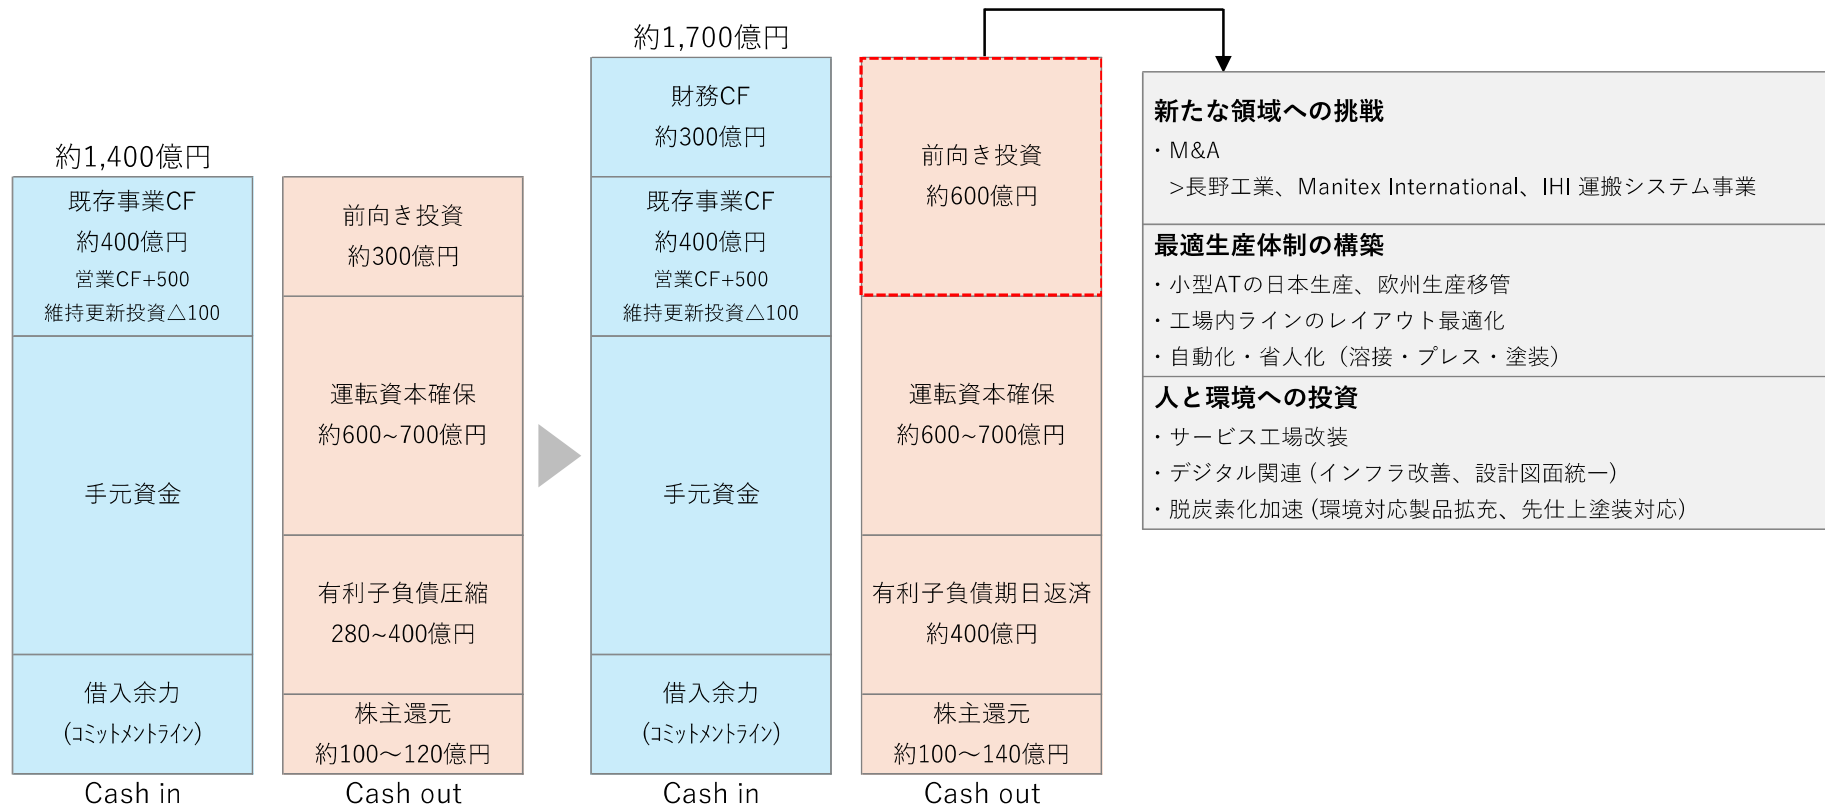 約1,400億円
既存事業CF
約400億円
営業CF+500
維持更新投資△100
手元資金
借入余力
(ｺﾐｯﾄﾒﾝﾄﾗｲﾝ)
Cash in
前向き投資
約300億円
運転資本確保
約600~700億円
有利子負債圧縮
280~400億円
株主還元
約100～120億円
Cash out
約1,700億円
財務CF
約300億円
既存事業CF
約400億円
営業CF+500
維持更新投資△100
手元資金
借入余力
(ｺﾐｯﾄﾒﾝﾄﾗｲﾝ)
Cash in
前向き投資
約600億円
運転資本確保
約600~700億円
有利子負債期日返済
約400億円
株主還元
約100～140億円
Cash out
新たな領域への挑戦
・M&A
>長野工業、Manitex International、IHI 運搬システム事業
最適生産体制の構築
・小型ATの日本生産、欧州生産移管
・工場内ラインのレイアウト最適化
・自動化・省人化（溶接・プレス・塗装）
人と環境への投資
・サービス工場改装
・デジタル関連 (インフラ改善、設計図面統一)
・脱炭素化加速 (環境対応製品拡充、先仕上塗装対応)